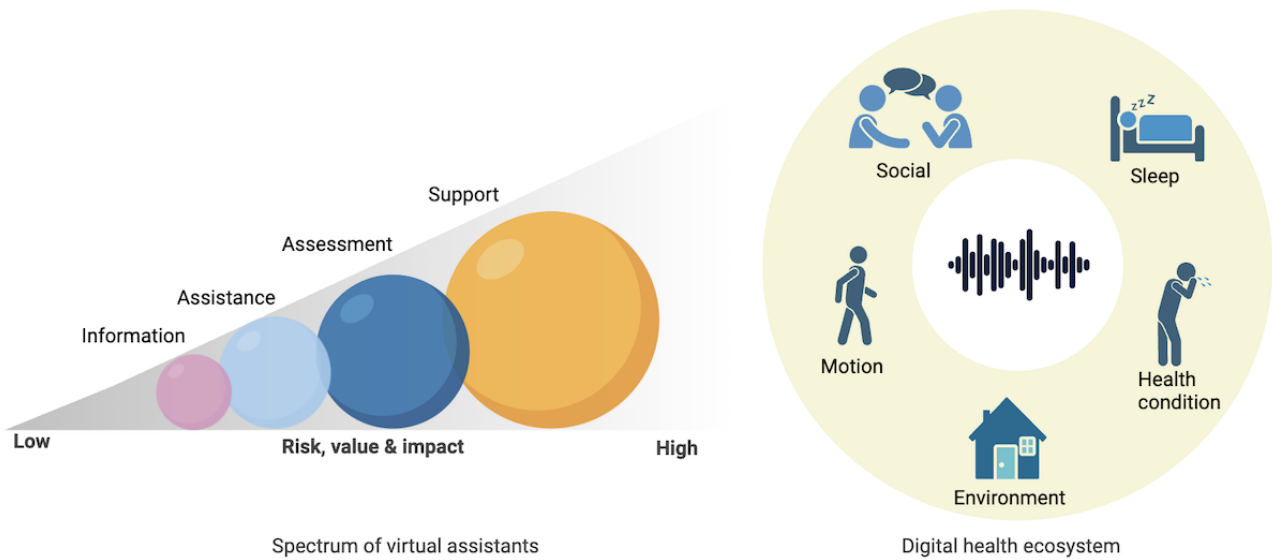 Support
Assessment
Assistance
Information
Low
Risk, value & impact
High
Spectrum of virtual assistants
zzz
Social
Sleep
Motion
Health
condition
Environment
Digital health ecosystem